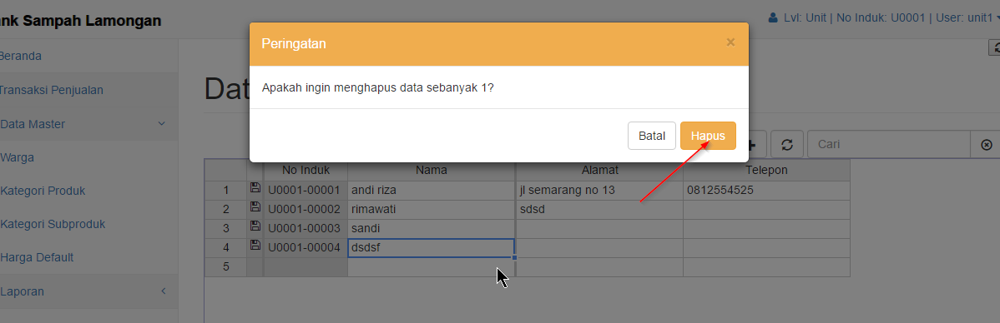 nk Sampah Lamongan
Lvl: Unit | No Induk: U0001 | User: unit1
Peringatan ×
Apakah ingin menghapus data sebanyak 1?
Batal Hapus
Beranda
Transaksi Penjualan
Data Master
Warga
Kategori Produk
Kategori Subproduk
Harga Default
Laporan
Dat
Cari
No Induk Nama Alamat Telepon
1 U0001-00001 andi riza jl semarang no 13 0812554525
2 U0001-00002 rimawati sdsd
3 U0001-00003 sandi
4 U0001-00004 dsdsf
5